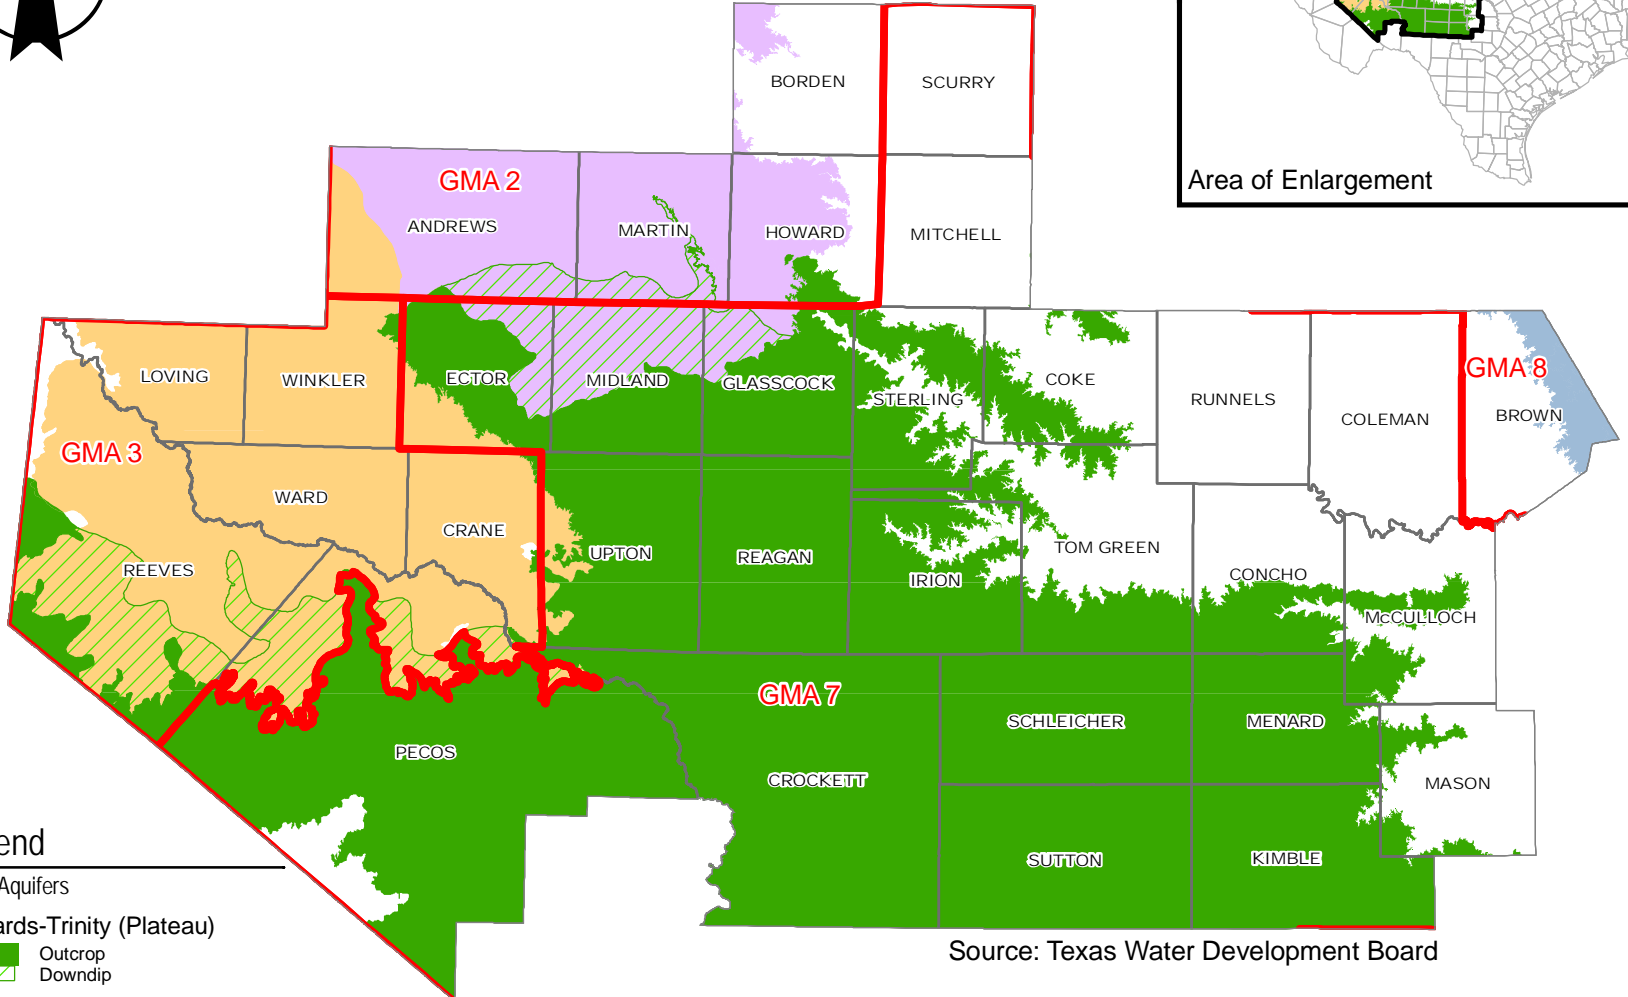 BORDEN
SCURRY
Area of Enlargement
GMA 2
ANDREWS
MARTIN
HOWARD
MITCHELL
LOVING
WINKLER
ECTOR
MIDLAND
GLASSCOCK
STERLING
COKE
RUNNELS
COLEMAN
GMA 8
BROWN
GMA 3
WARD
CRANE
UPTON
REAGAN
IRION
TOM GREEN
CONCHO
McCULLOCH
REEVES
GMA 7
PECOS
CROCKETT
SCHLEICHER
MENARD
MASON
SUTTON
KIMBLE
end
Aquifers
ards-Trinity (Plateau)
Outcrop
Downdip
Source: Texas Water Development Board